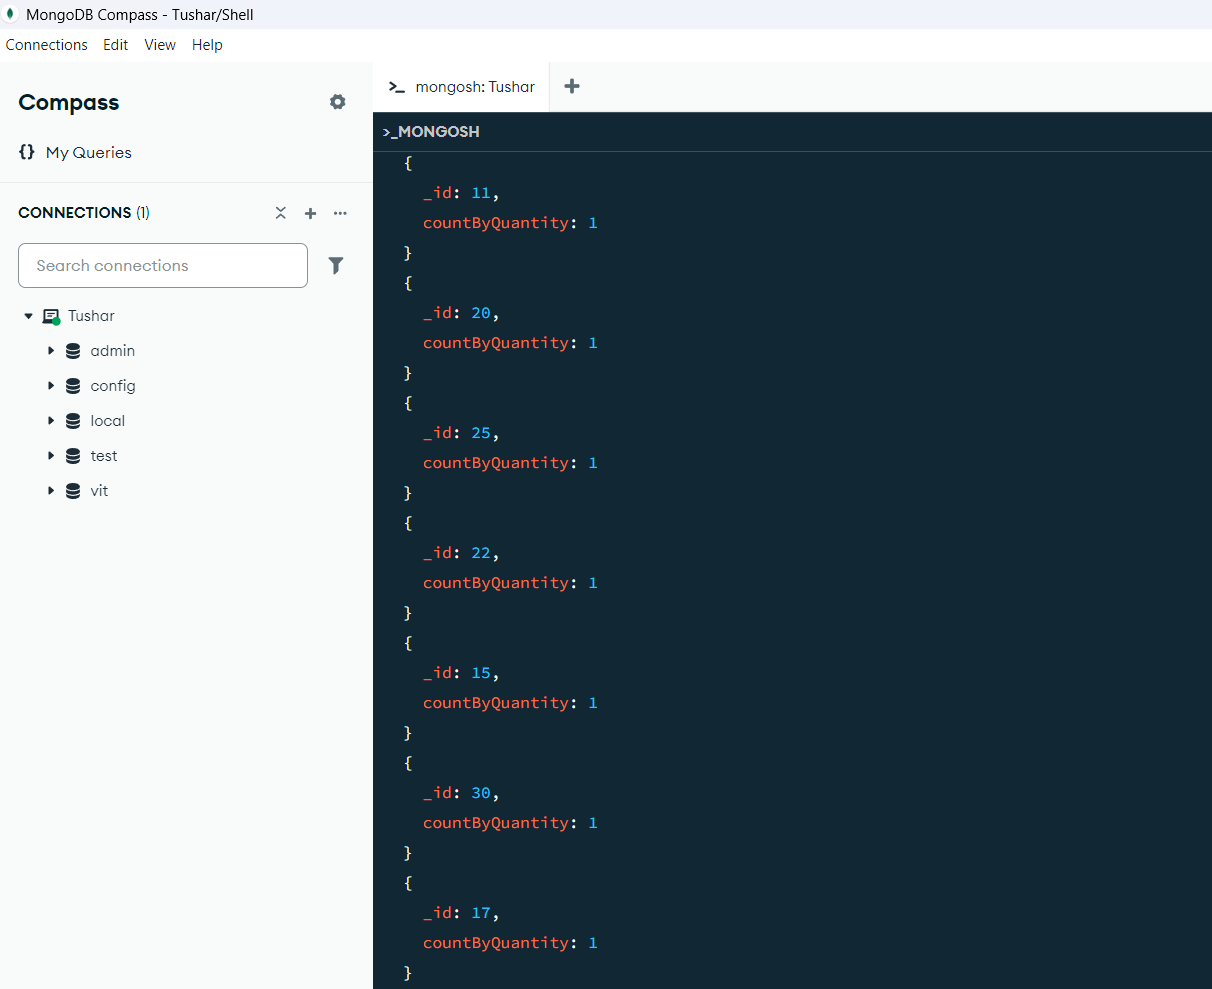 MongoDB Compass - Tushar/Shell
Connections Edit View Help
Compass
{} My Queries
CONNECTIONS (1)
Search connections
Tushar
admin
config
local
test
vit
>_ mongosh: Tushar
>_MONGOSH
{
_id: 11,
countByQuantity: 1
}
{
_id: 20,
countByQuantity: 1
}
{
_id: 25,
countByQuantity: 1
}
{
_id: 22,
countByQuantity: 1
}
{
_id: 15,
countByQuantity: 1
}
{
_id: 30,
countByQuantity: 1
}
{
_id: 17,
countByQuantity: 1
}